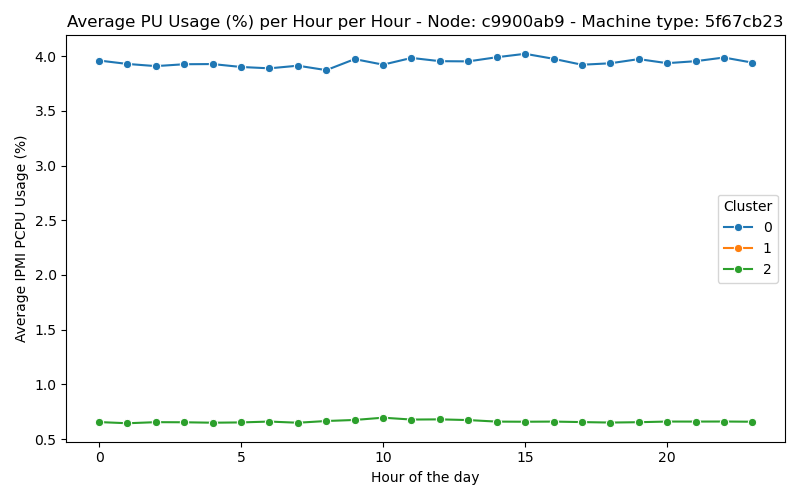 Average PU Usage (%) per Hour per Hour - Node: c9900ab9 - Machine type: 5f67cb23
4.0
3.5
3.0
2.5
2.0
1.5
1.0
0.5
Average IPMI PCPU Usage (%)
Cluster
0
1
2
0 5 10 15 20
Hour of the day